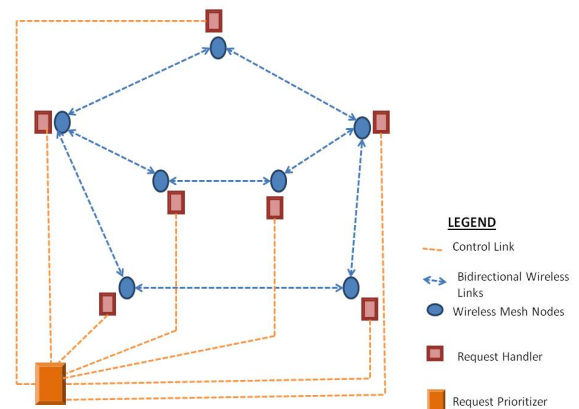 LEGEND
Control Link
Bidirectional Wireless
Links
Wireless Mesh Nodes
Request Handler
Request Prioritizer